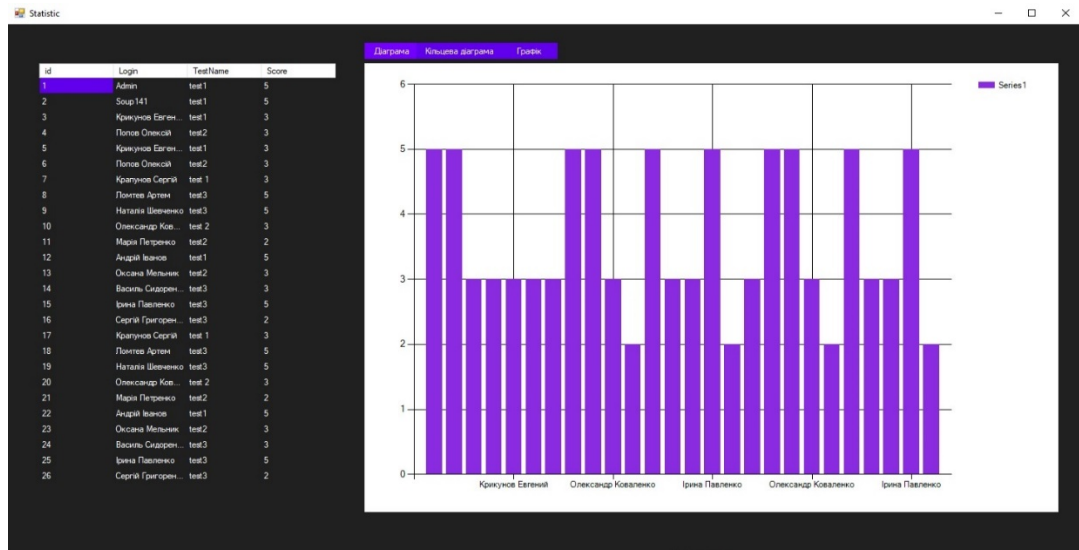 Statistic
Діаграма Кільцева діаграма Графік
id Login TestName Score
1 Admin test1 5
2 Soup141 test1 5
3 Крикунов Евген... test1 3
4 Попов Олексій test2 3
5 Крикунов Евген... test1 3
6 Попов Олексій test2 3
7 Крапунов Сергій test 1 3
8 Ломтев Артем test3 5
9 Наталія Шевченко test3 5
10 Олександр Ков... test 2 3
11 Марія Петренко test2 2
12 Андрій Іванов test1 5
13 Оксана Мельник test2 3
14 Василь Сидорен... test3 3
15 Ірина Павленко test3 5
16 Сергій Григорен... test3 2
17 Крапунов Сергій test 1 3
18 Ломтев Артем test3 5
19 Наталія Шевченко test3 5
20 Олександр Ков... test 2 3
21 Марія Петренко test2 2
22 Андрій Іванов test1 5
23 Оксана Мельник test2 3
24 Василь Сидорен... test3 3
25 Ірина Павленко test3 5
26 Сергій Григорен... test3 2
6
5
4
3
2
1
0
Крикунов Евгений Олександр Коваленко Ірина Павленко Олександр Коваленко Ірина Павленко
Series1